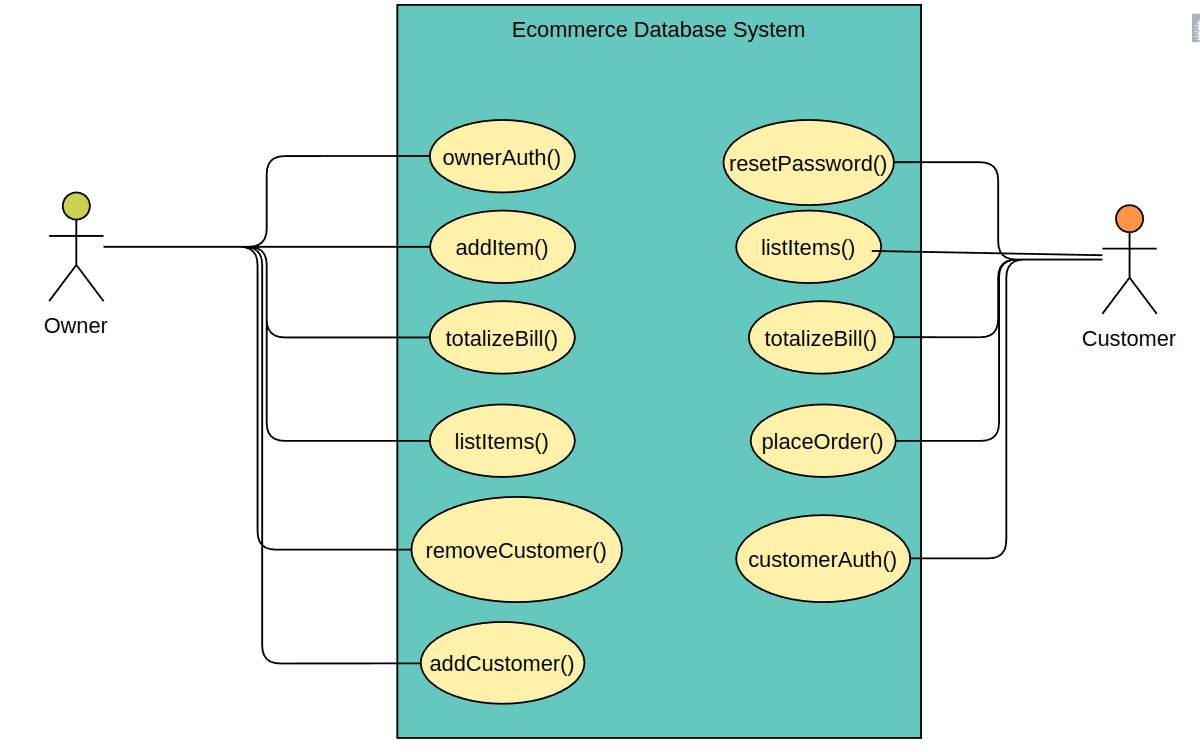 Ecommerce Database System
ownerAuth()
addItem()
totalizeBill()
listItems()
removeCustomer()
addCustomer()
resetPassword()
listItems()
totalizeBill()
placeOrder()
customerAuth()
Owner
Customer